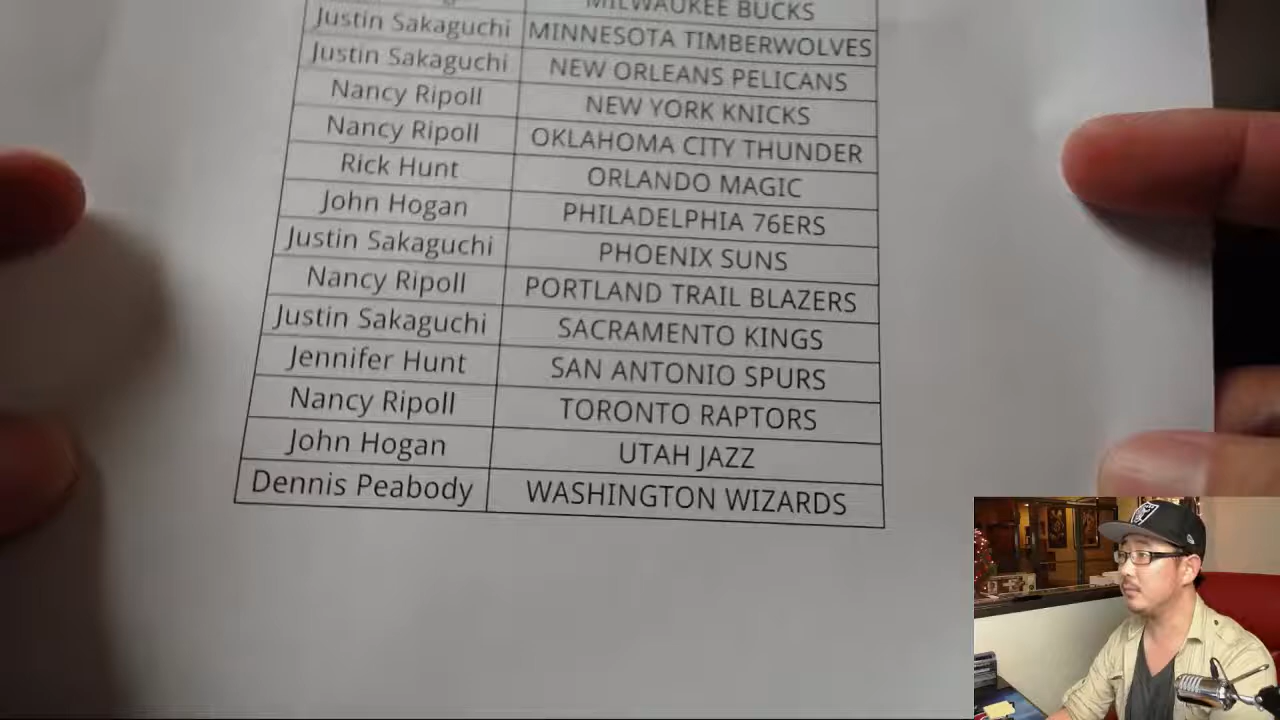 MILWAUKEE BUCKS
Justin Sakaguchi MINNESOTA TIMBERWOLVES
Justin Sakaguchi NEW ORLEANS PELICANS
Nancy Ripoll NEW YORK KNICKS
Nancy Ripoll OKLAHOMA CITY THUNDER
Rick Hunt ORLANDO MAGIC
John Hogan PHILADELPHIA 76ERS
Justin Sakaguchi PHOENIX SUNS
Nancy Ripoll PORTLAND TRAIL BLAZERS
Justin Sakaguchi SACRAMENTO KINGS
Jennifer Hunt SAN ANTONIO SPURS
Nancy Ripoll TORONTO RAPTORS
John Hogan UTAH JAZZ
Dennis Peabody WASHINGTON WIZARDS